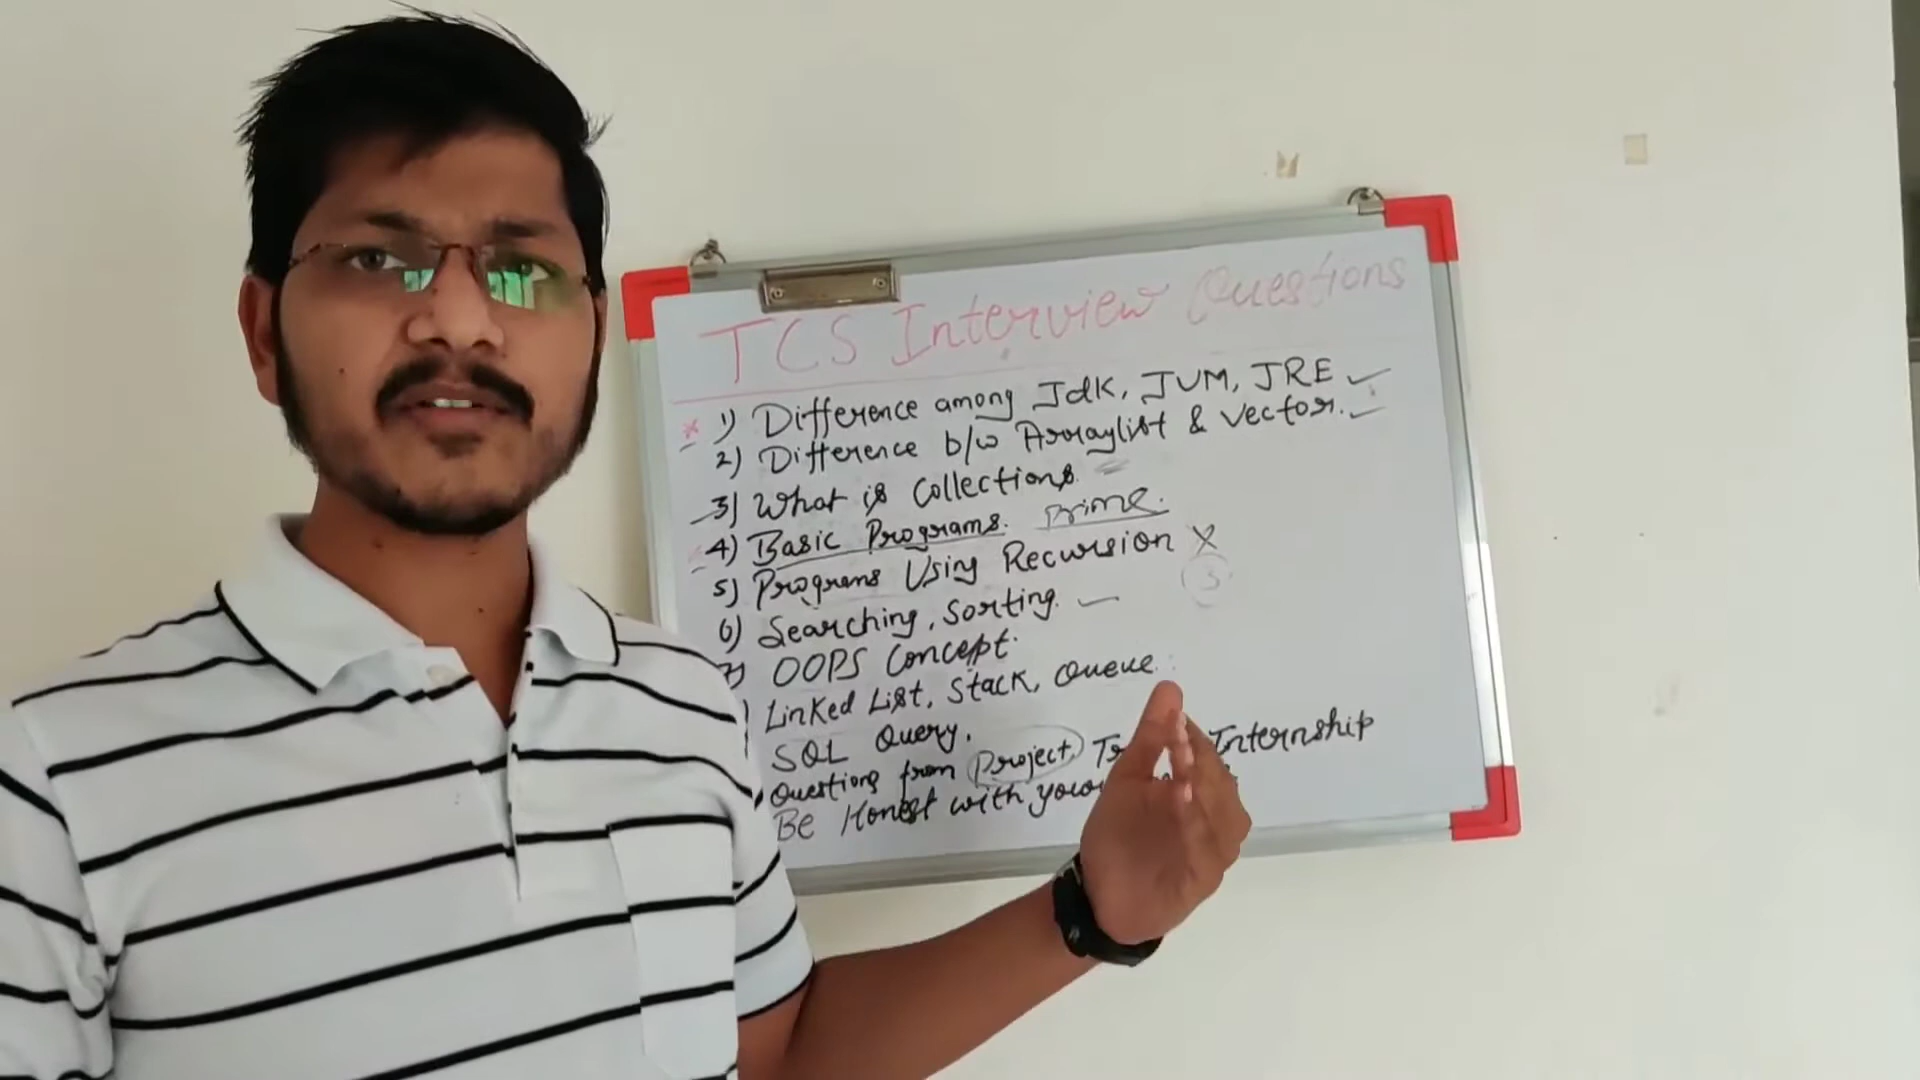 TCS Interview Questions
1) Difference among JdK, JVM, JRE
2) Difference b/w Arraylist & Vector.
3) What is Collections.
4) Basic Programs. Prime.
5) Programs Using Recursion X
6) Searching, Sorting.
7) OOPS Concept.
Linked List, Stack, Queue.
SQL Query.
Questions from Project, Internship
Be Honest with